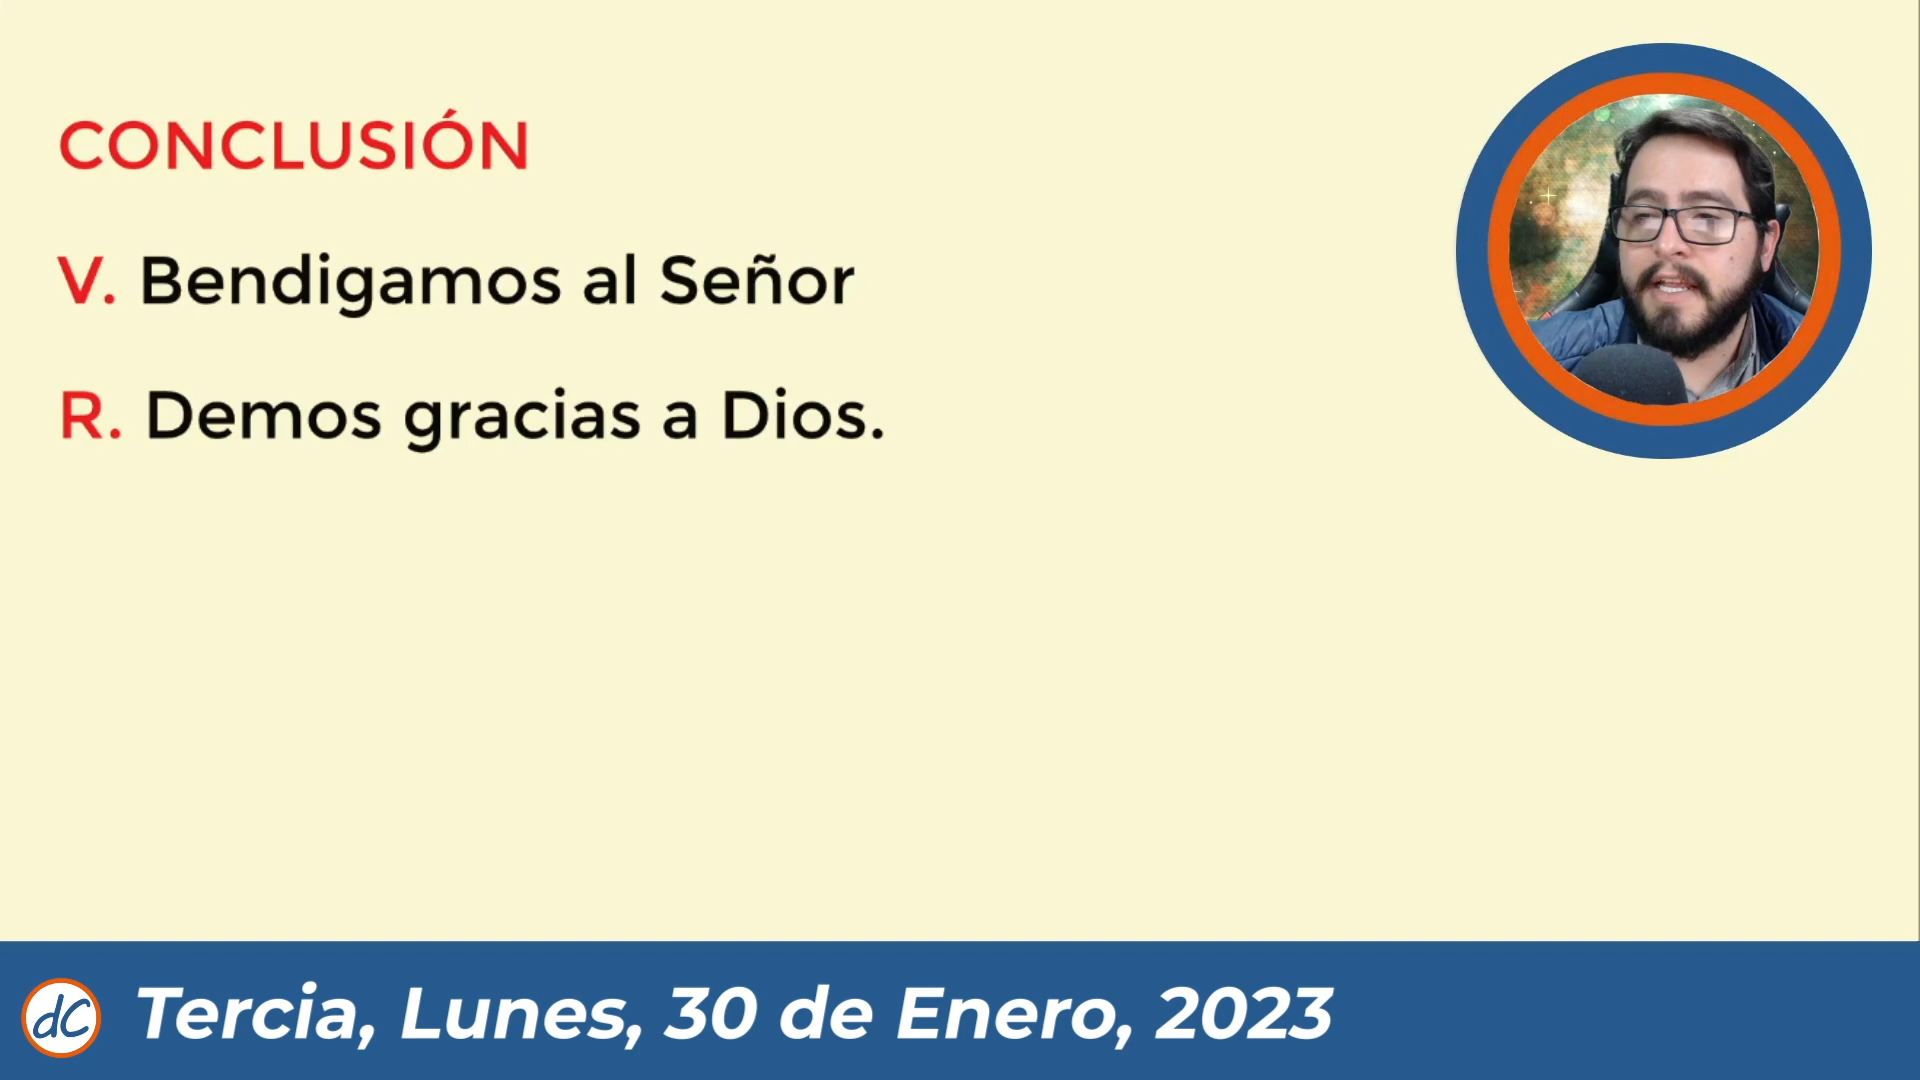 CONCLUSIÓN
V. Bendigamos al Señor
R. Demos gracias a Dios.
dC Tercia, Lunes, 30 de Enero, 2023